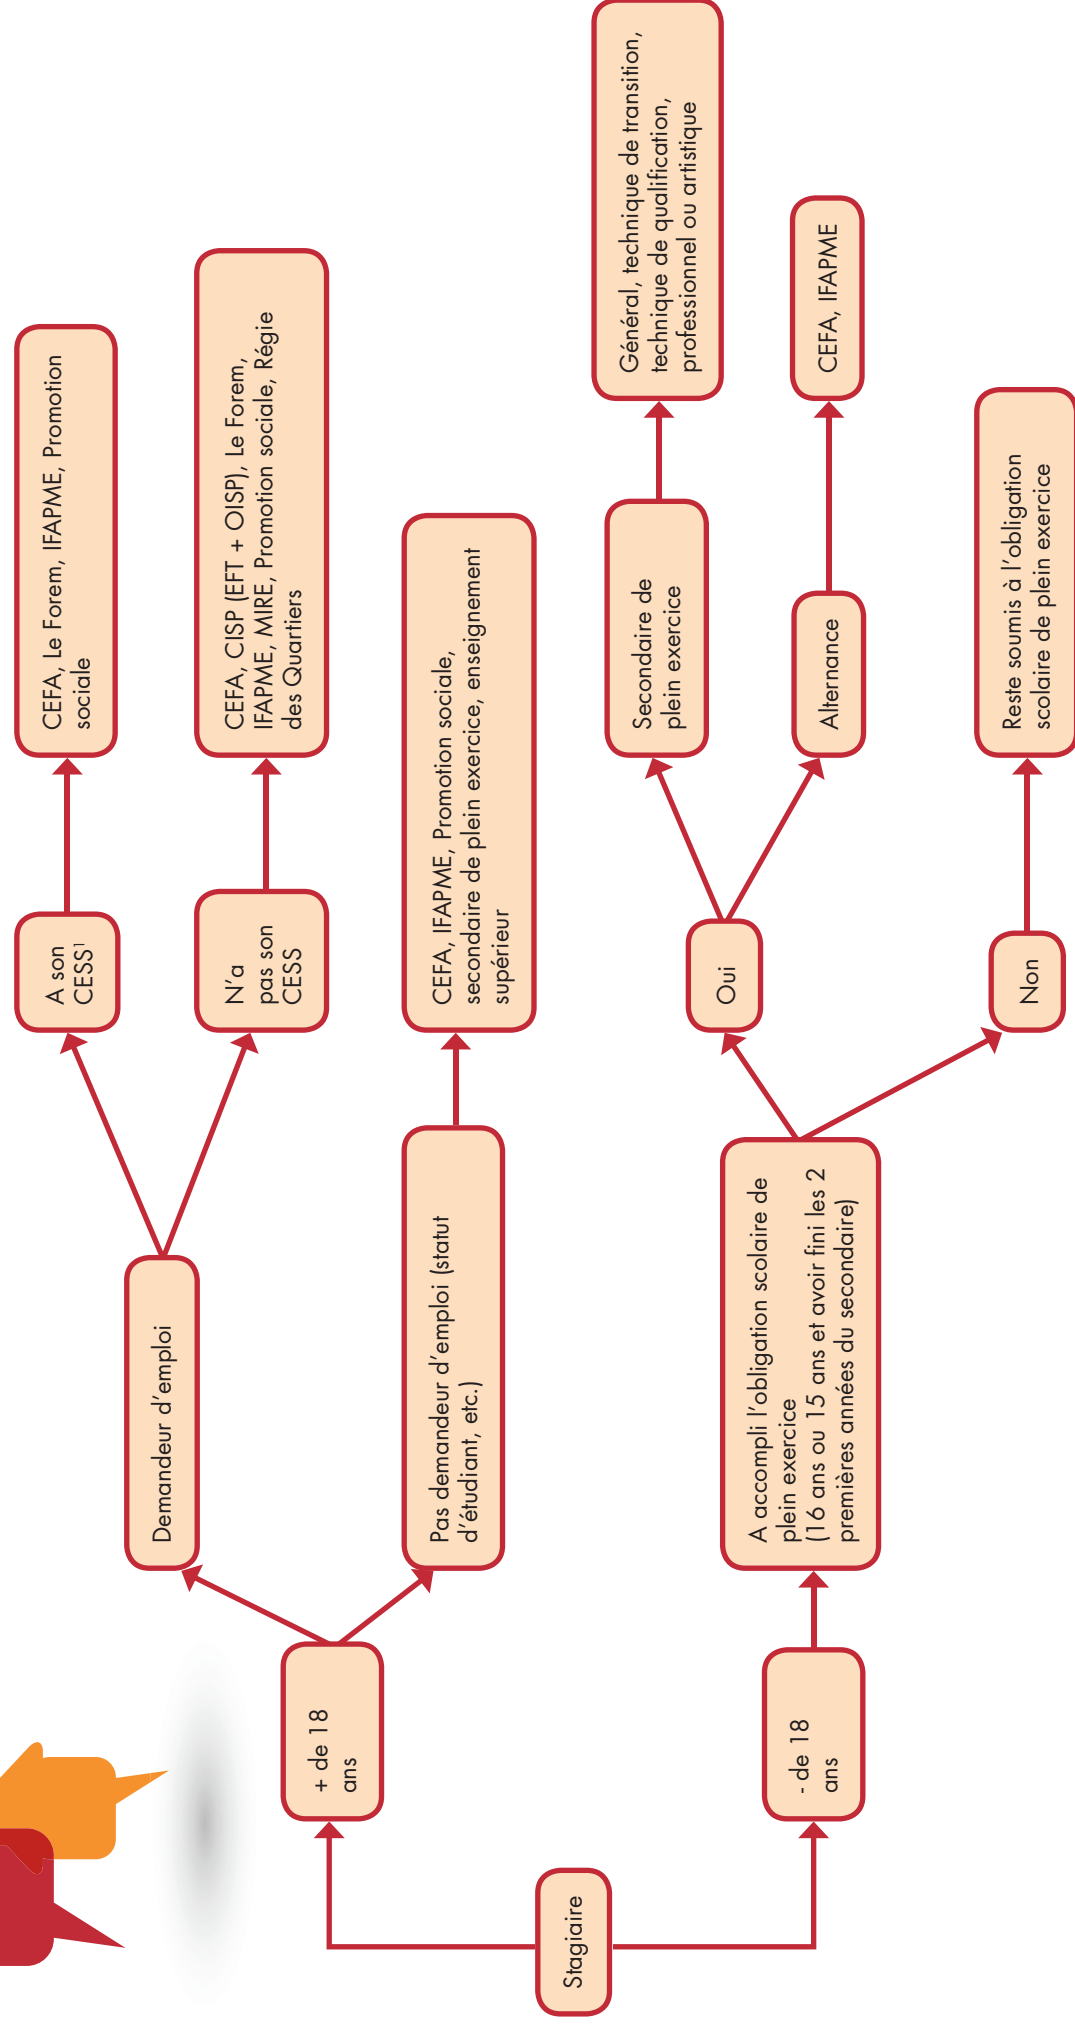 Stagiaire
+ de 18
ans
Demandeur d'emploi
A son
CESS¹
CEFA, Le Forem, IFAPME, Promotion
sociale
N'a
pas son
CESS
CEFA, CISP (EFT + OISP), Le Forem,
IFAPME, MIRE, Promotion sociale, Régie
des Quartiers
Pas demandeur d'emploi (statut
d'étudiant, etc.)
CEFA, IFAPME, Promotion sociale,
secondaire de plein exercice, enseignement
supérieur
- de 18
ans
A accompli l'obligation scolaire de
plein exercice
(16 ans ou 15 ans et avoir fini les 2
premières années du secondaire)
Oui
Secondaire de
plein exercice
Général, technique de transition,
technique de qualification,
professionnel ou artistique
Alternance
CEFA, IFAPME
Non
Reste soumis à l'obligation
scolaire de plein exercice